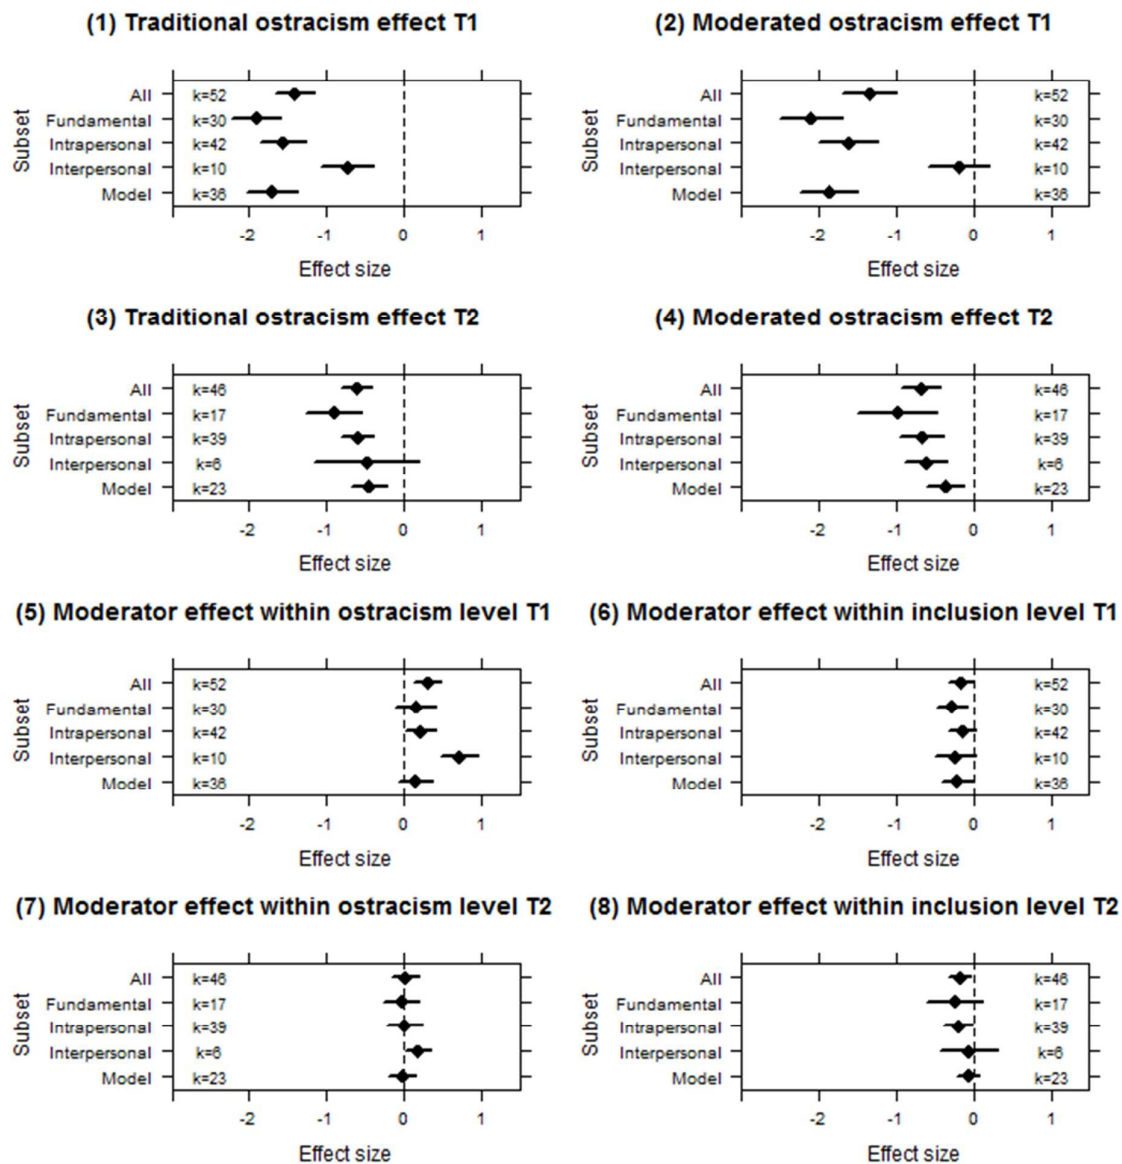 (1) Traditional ostracism effect T1
Subset
All k=52
Fundamental k=30
Intrapersonal k=42
Interpersonal k=10
Model k=36
-2 -1 0 1
Effect size
(2) Moderated ostracism effect T1
Subset
All k=52
Fundamental k=30
Intrapersonal k=42
Interpersonal k=10
Model k=36
-2 -1 0 1
Effect size
(3) Traditional ostracism effect T2
Subset
All k=46
Fundamental k=17
Intrapersonal k=39
Interpersonal k=6
Model k=23
-2 -1 0 1
Effect size
(4) Moderated ostracism effect T2
Subset
All k=46
Fundamental k=17
Intrapersonal k=39
Interpersonal k=6
Model k=23
-2 -1 0 1
Effect size
(5) Moderator effect within ostracism level T1
Subset
All k=52
Fundamental k=30
Intrapersonal k=42
Interpersonal k=10
Model k=36
-2 -1 0 1
Effect size
(6) Moderator effect within inclusion level T1
Subset
All k=52
Fundamental k=30
Intrapersonal k=42
Interpersonal k=10
Model k=36
-2 -1 0 1
Effect size
(7) Moderator effect within ostracism level T2
Subset
All k=46
Fundamental k=17
Intrapersonal k=39
Interpersonal k=6
Model k=23
-2 -1 0 1
Effect size
(8) Moderator effect within inclusion level T2
Subset
All k=46
Fundamental k=17
Intrapersonal k=39
Interpersonal k=6
Model k=23
-2 -1 0 1
Effect size